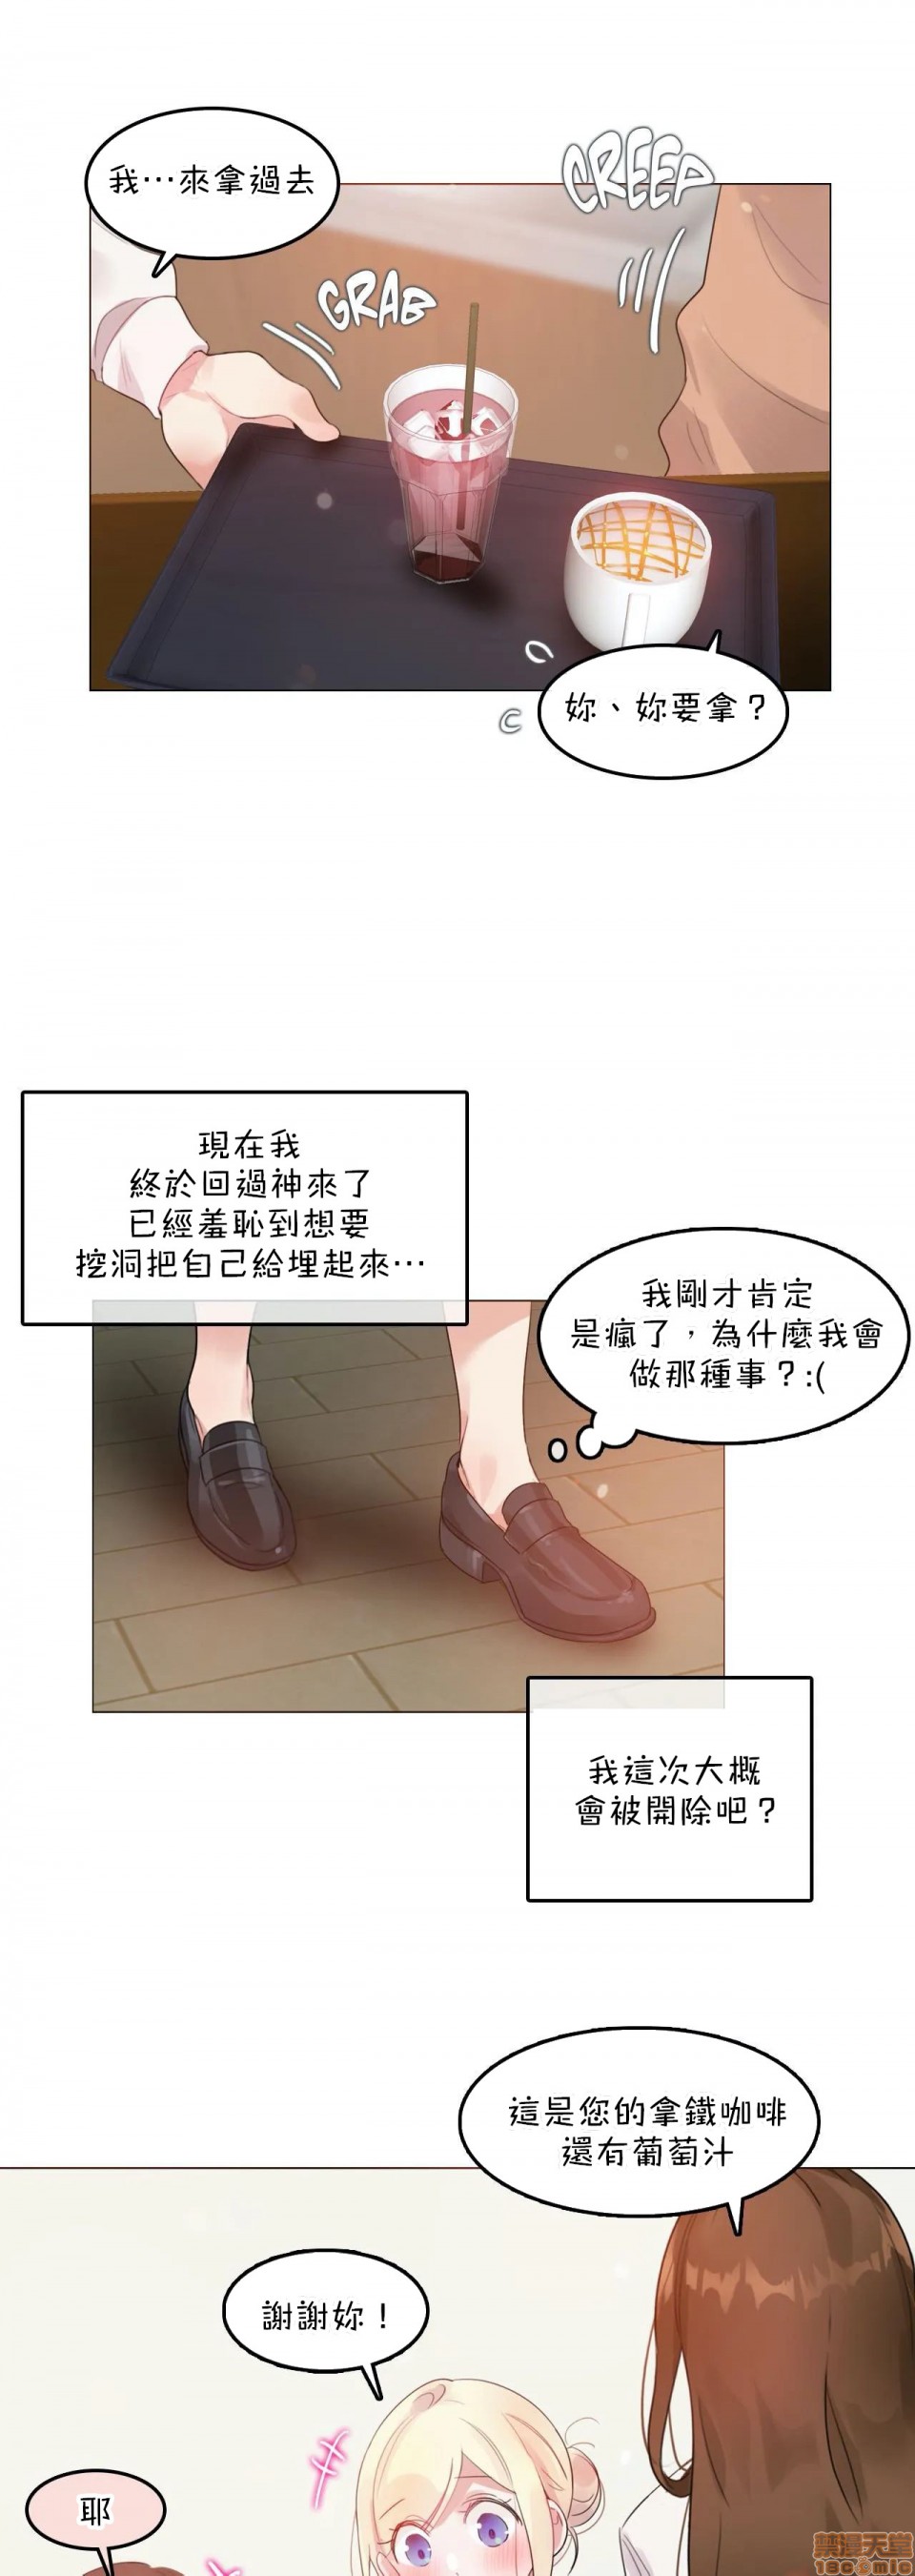 我⋯來拿過去
CREEP
GRAB
妳、妳要拿？
現在我
終於回過神來了
已經羞恥到想要
挖洞把自己給埋起來⋯
我剛才肯定
是瘋了，為什麼我會
做那種事？:(
我這次大概
會被開除吧？
這是您的拿鐵咖啡
還有葡萄汁
謝謝妳！
耶
禁漫天堂